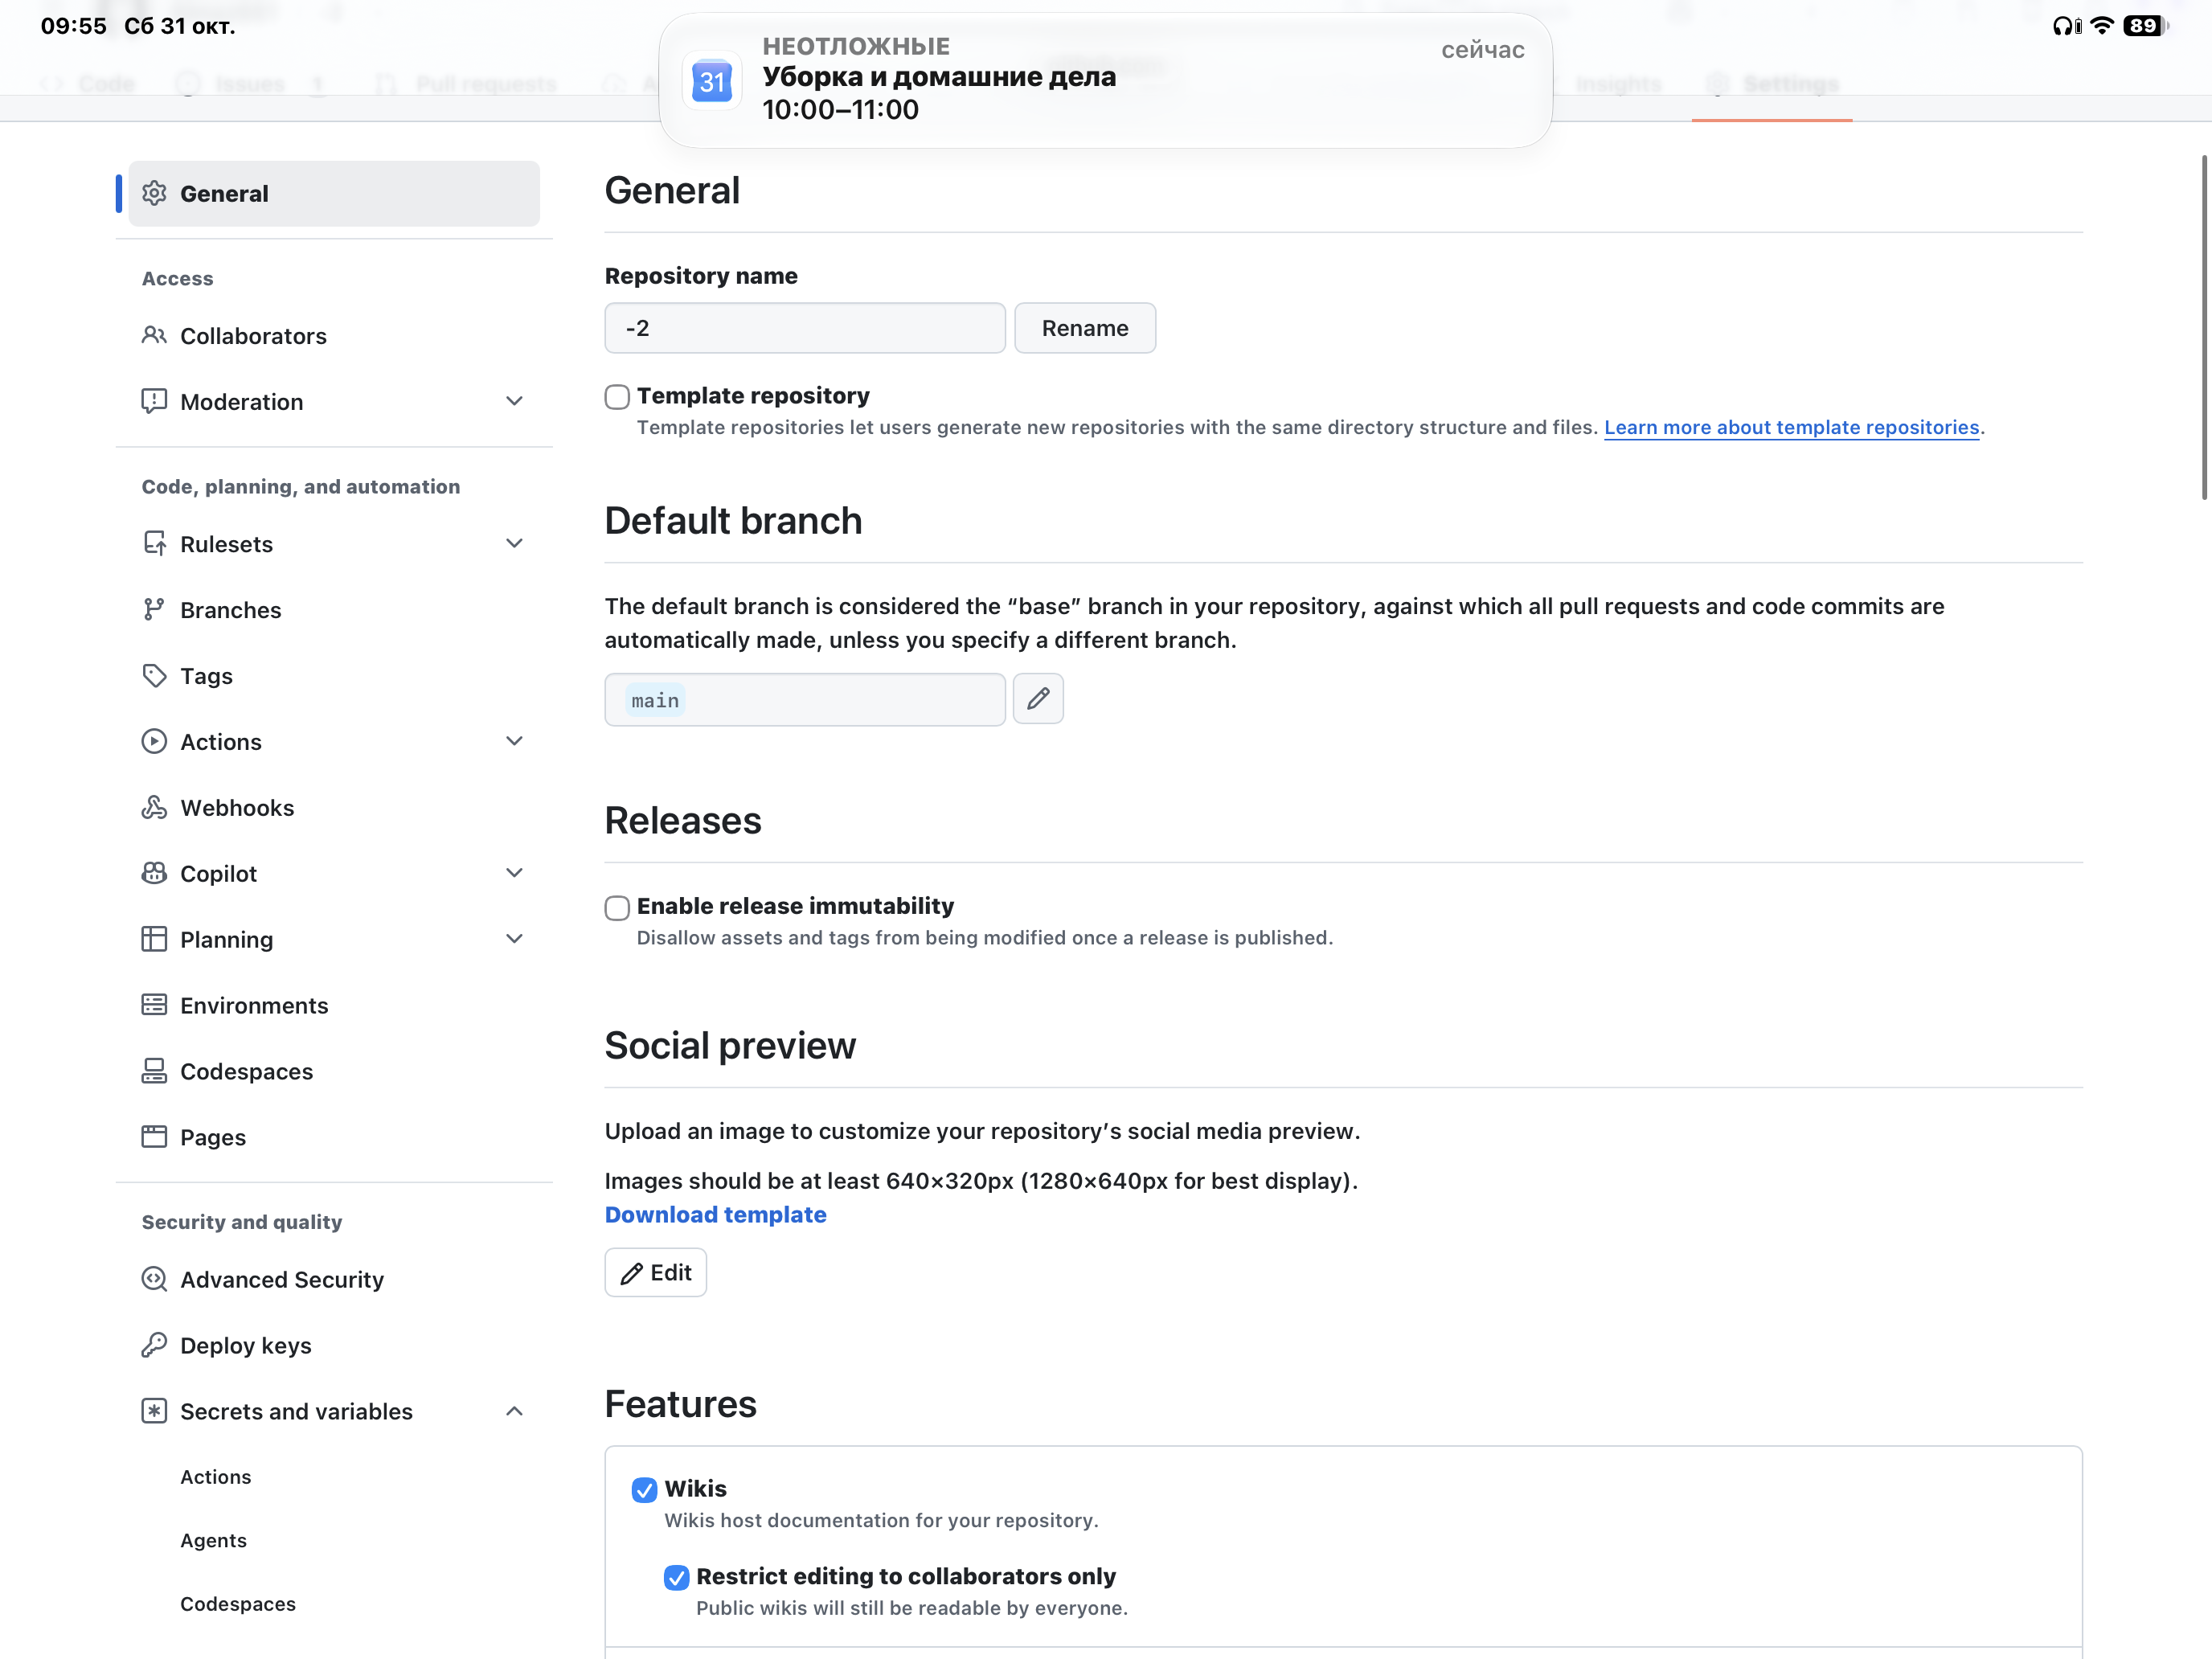 09:55 Сб 31 окт.
89
Code
Issues 1
Pull requests
Insights
Settings
31
НЕОТЛОЖНЫЕ
сейчас
Уборка и домашние дела
10:00–11:00
General
Access
Collaborators
Moderation
Code, planning, and automation
Rulesets
Branches
Tags
Actions
Webhooks
Copilot
Planning
Environments
Codespaces
Pages
Security and quality
Advanced Security
Deploy keys
Secrets and variables
Actions
Agents
Codespaces
General
Repository name
-2
Rename
Template repository
Template repositories let users generate new repositories with the same directory structure and files. Learn more about template repositories.
Default branch
The default branch is considered the “base” branch in your repository, against which all pull requests and code commits are
automatically made, unless you specify a different branch.
main
Releases
Enable release immutability
Disallow assets and tags from being modified once a release is published.
Social preview
Upload an image to customize your repository’s social media preview.
Images should be at least 640×320px (1280×640px for best display).
Download template
Edit
Features
Wikis
Wikis host documentation for your repository.
Restrict editing to collaborators only
Public wikis will still be readable by everyone.